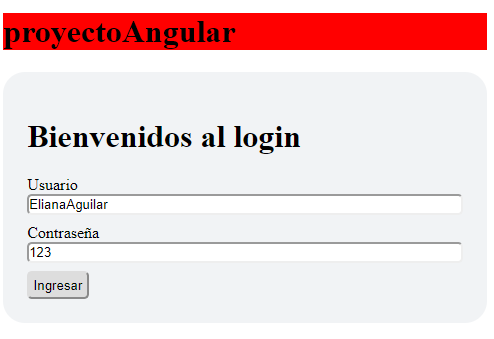 proyectoAngular
Bienvenidos al login
Usuario
ElianaAguilar
Contraseña
123
Ingresar